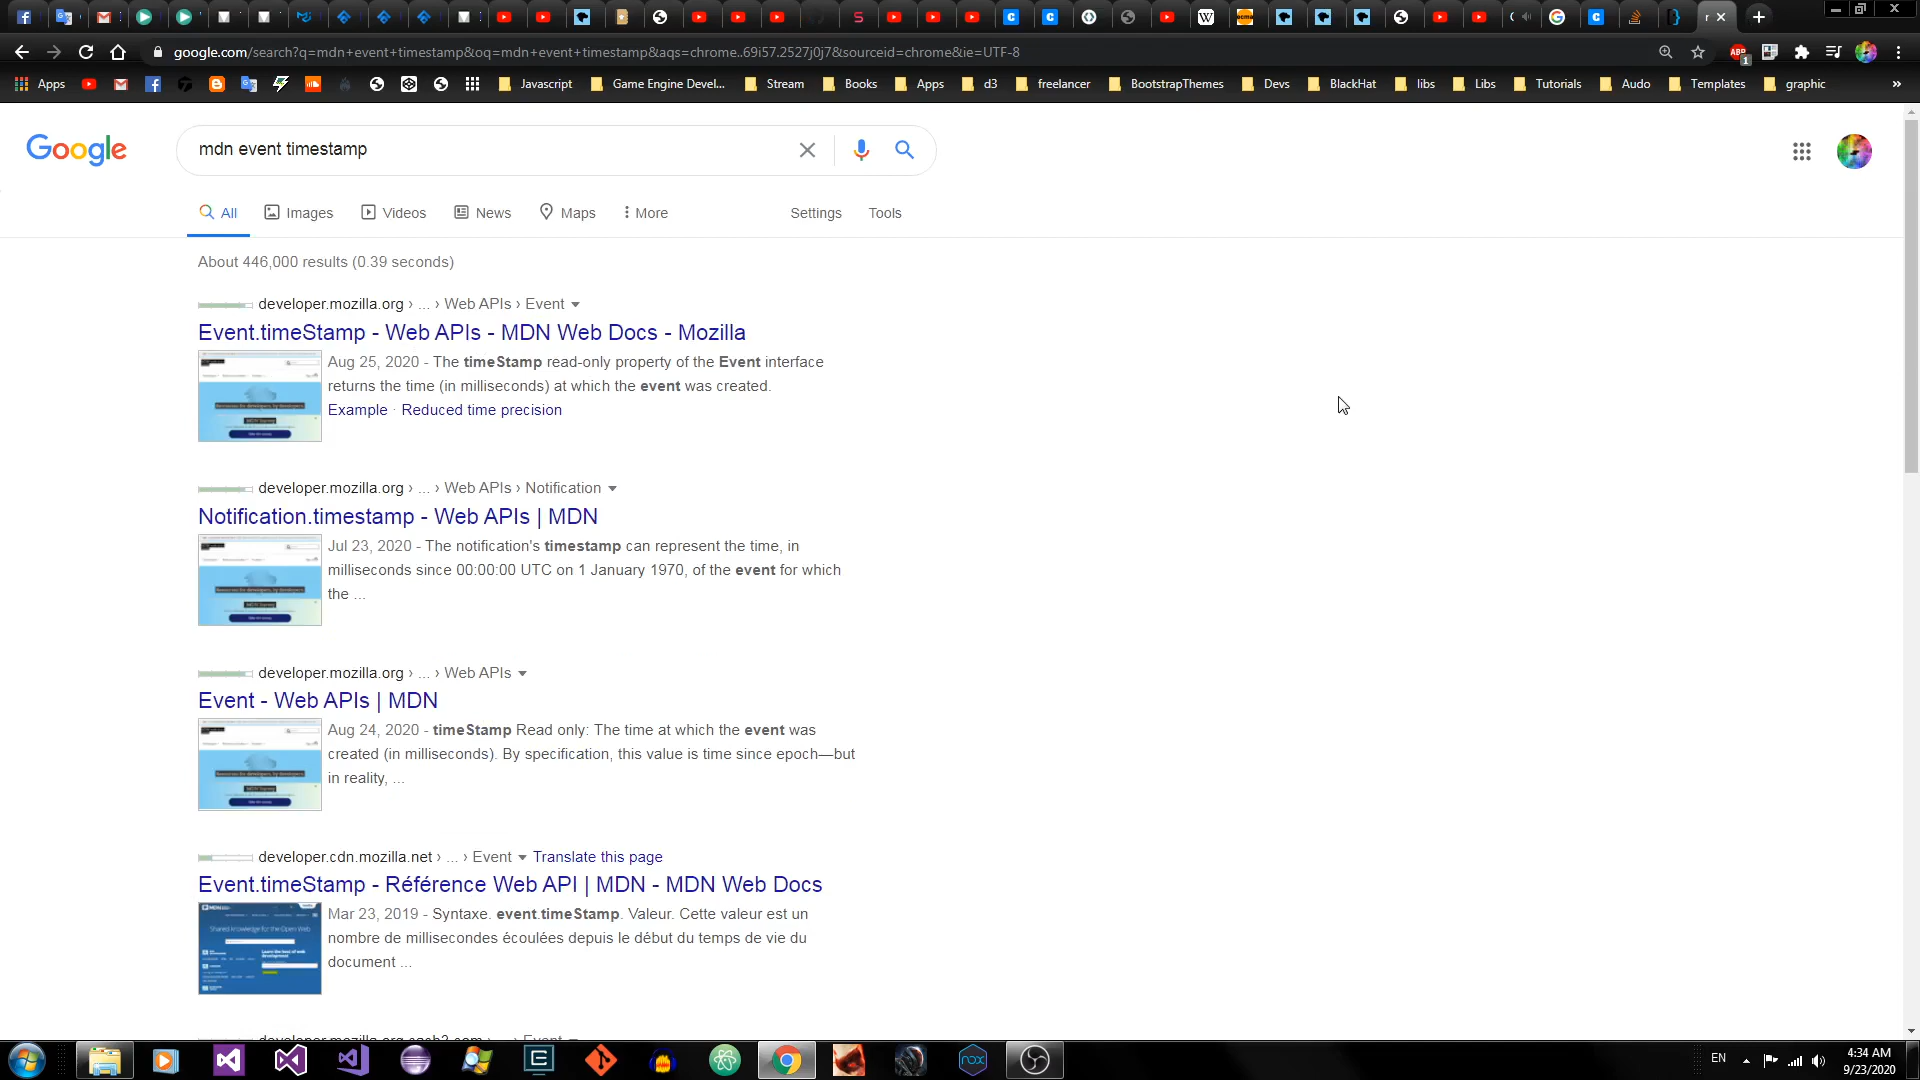 google.com/search?q=mdn+event+timestamp&oq=mdn+event+timestamp&aqs=chrome..69i57.2527j0j7&sourceid=chrome&ie=UTF-8
Apps Javascript Game Engine Devel... Stream Books Apps d3 freelancer BootstrapThemes Devs BlackHat libs Libs Tutorials Audo Templates graphic »
Google
mdn event timestamp
All Images Videos News Maps More Settings Tools
About 446,000 results (0.39 seconds)
developer.mozilla.org › ... › Web APIs › Event
Event.timeStamp - Web APIs - MDN Web Docs - Mozilla
Aug 25, 2020 - The timeStamp read-only property of the Event interface
returns the time (in milliseconds) at which the event was created.
Example · Reduced time precision
developer.mozilla.org › ... › Web APIs › Notification
Notification.timestamp - Web APIs | MDN
Jul 23, 2020 - The notification's timestamp can represent the time, in
milliseconds since 00:00:00 UTC on 1 January 1970, of the event for which
the ...
developer.mozilla.org › ... › Web APIs
Event - Web APIs | MDN
Aug 24, 2020 - timeStamp Read only: The time at which the event was
created (in milliseconds). By specification, this value is time since epoch—but
in reality, ...
developer.cdn.mozilla.net › ... › Event Translate this page
Event.timeStamp - Référence Web API | MDN - MDN Web Docs
Mar 23, 2019 - Syntaxe. event.timeStamp. Valeur. Cette valeur est un
nombre de millisecondes écoulées depuis le début du temps de vie du
document ...
EN
4:34 AM
9/23/2020